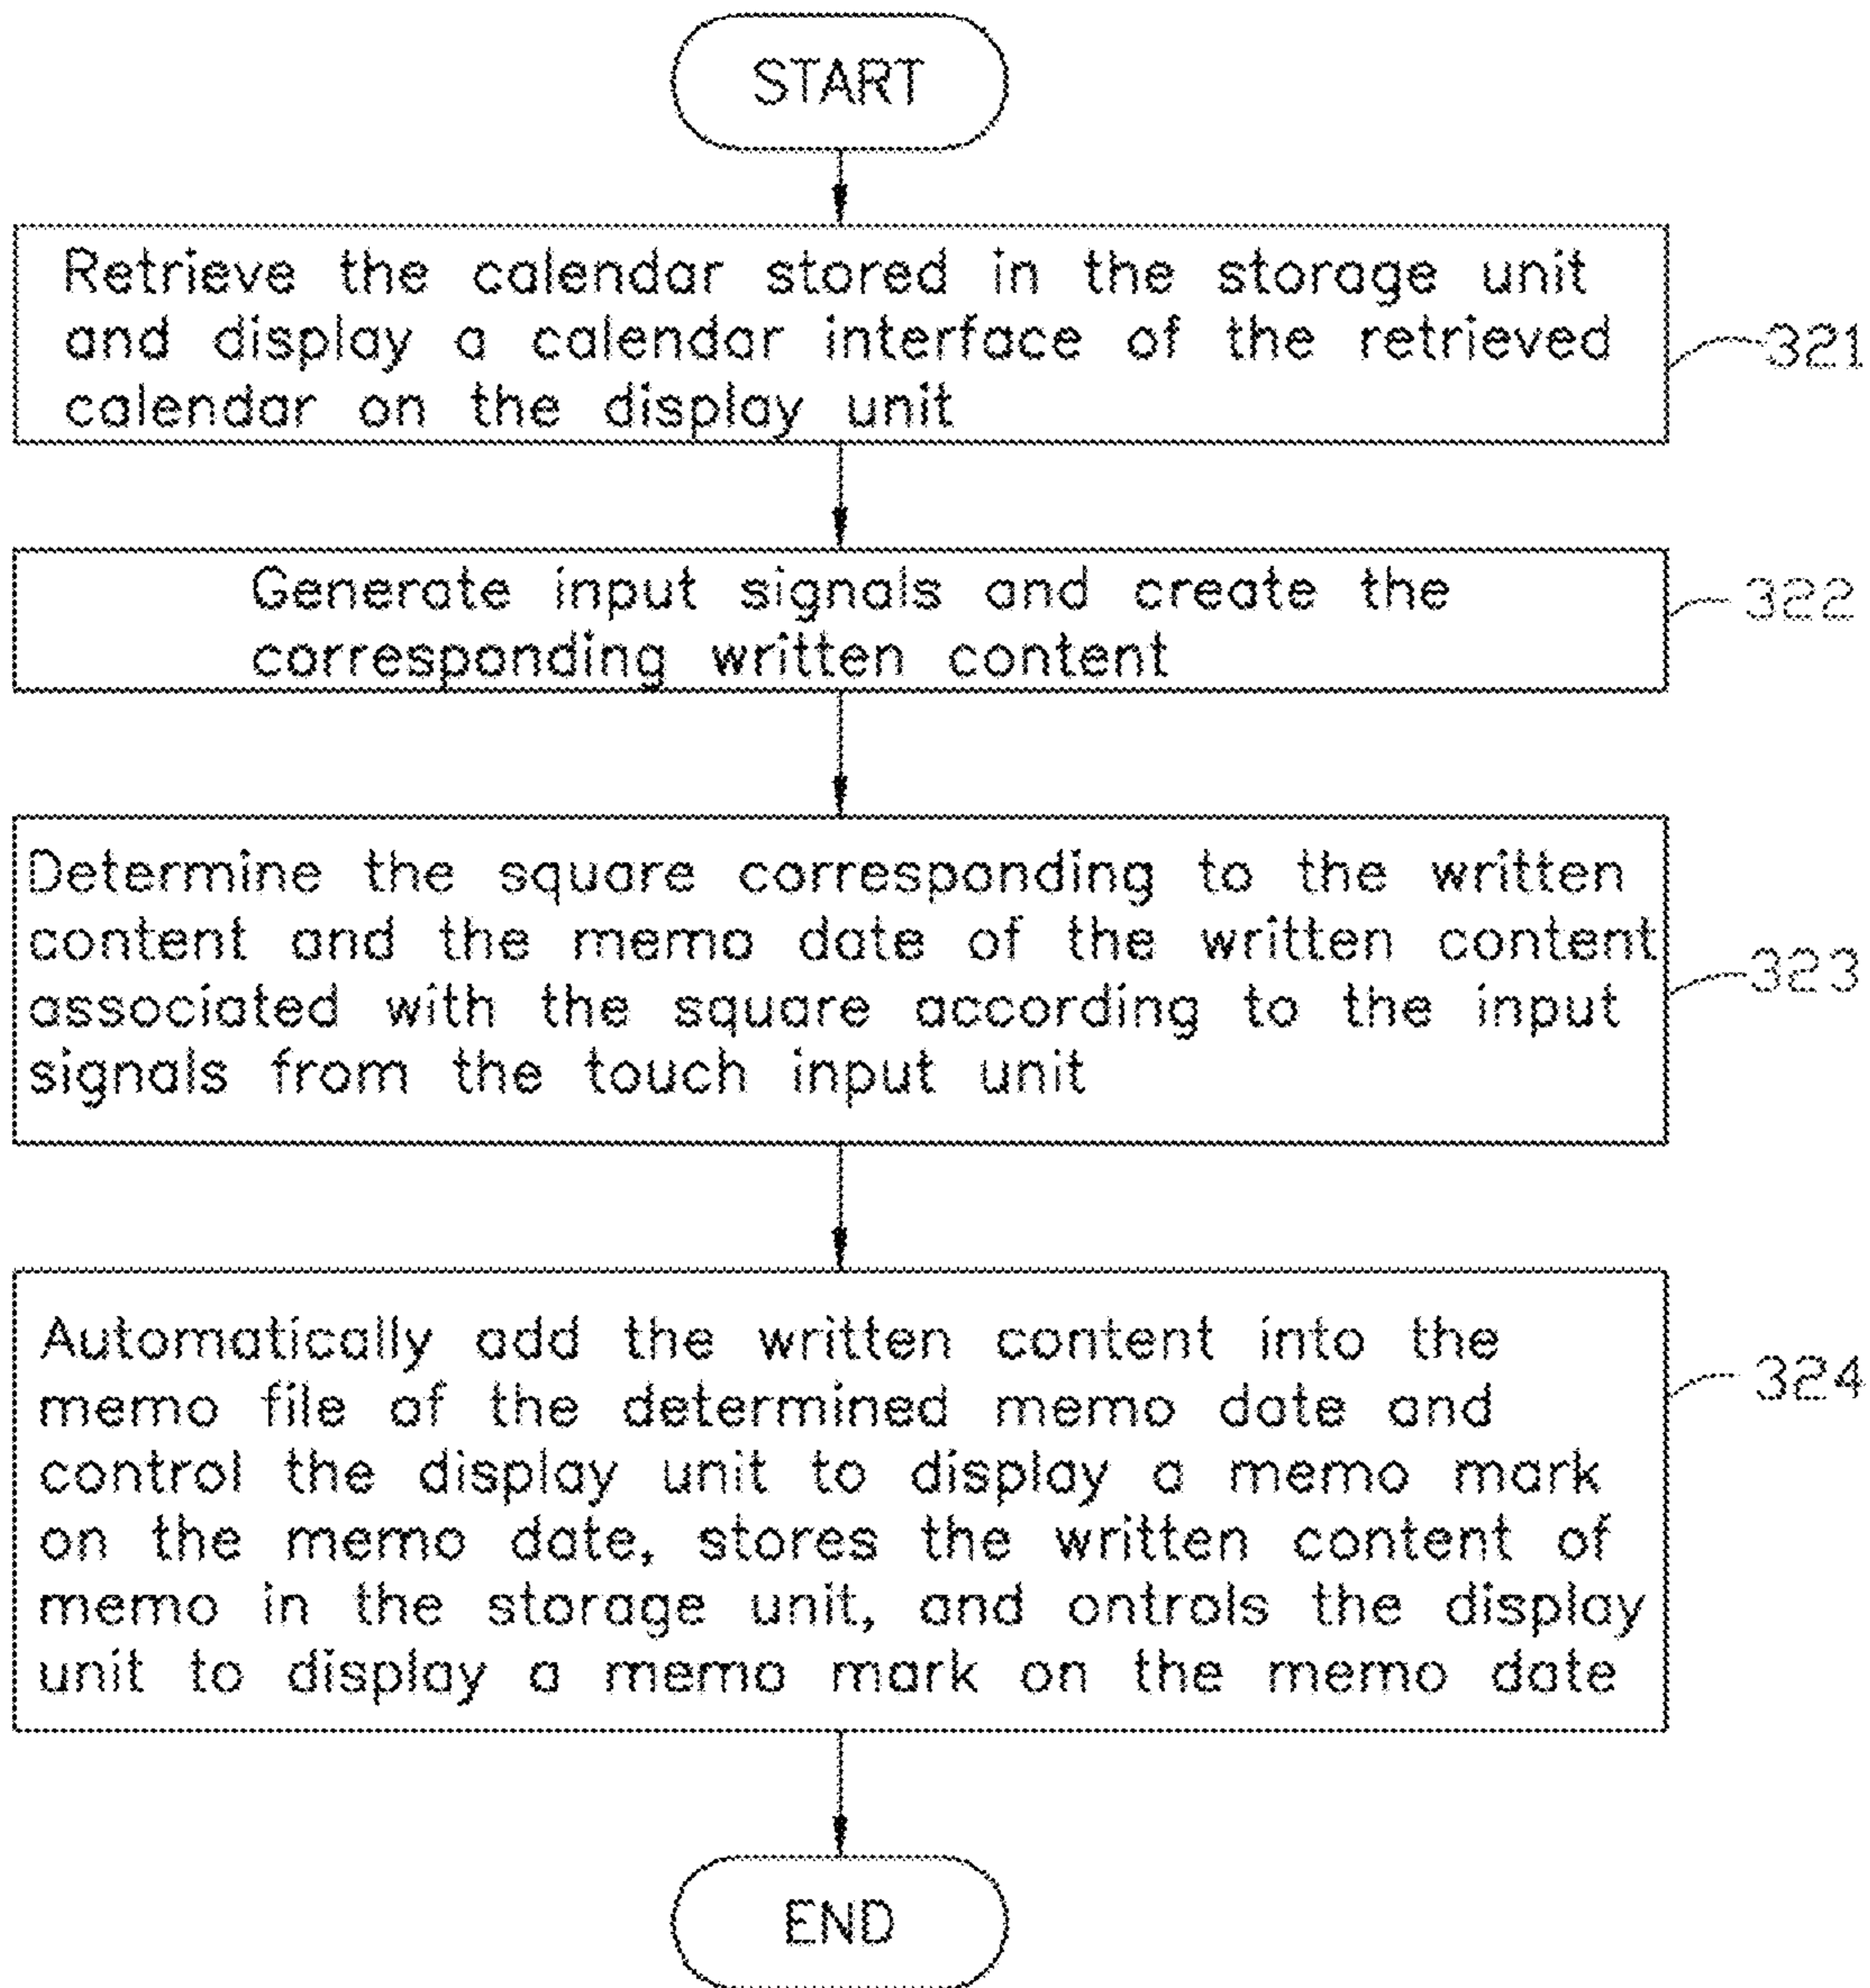 START
Retrieve the calendar stored in the storage unit
and display a calendar interface of the retrieved
calendar on the display unit
321
Generate input signals and create the
corresponding written content
322
Determine the square corresponding to the written
content and the memo date of the written content
associated with the square according to the input
signals from the touch input unit
323
Automatically add the written content into the
memo file of the determined memo date and
control the display unit to display a memo mark
on the memo date, stores the written content of
memo in the storage unit, and ontrols the display
unit to display a memo mark on the memo date
324
END